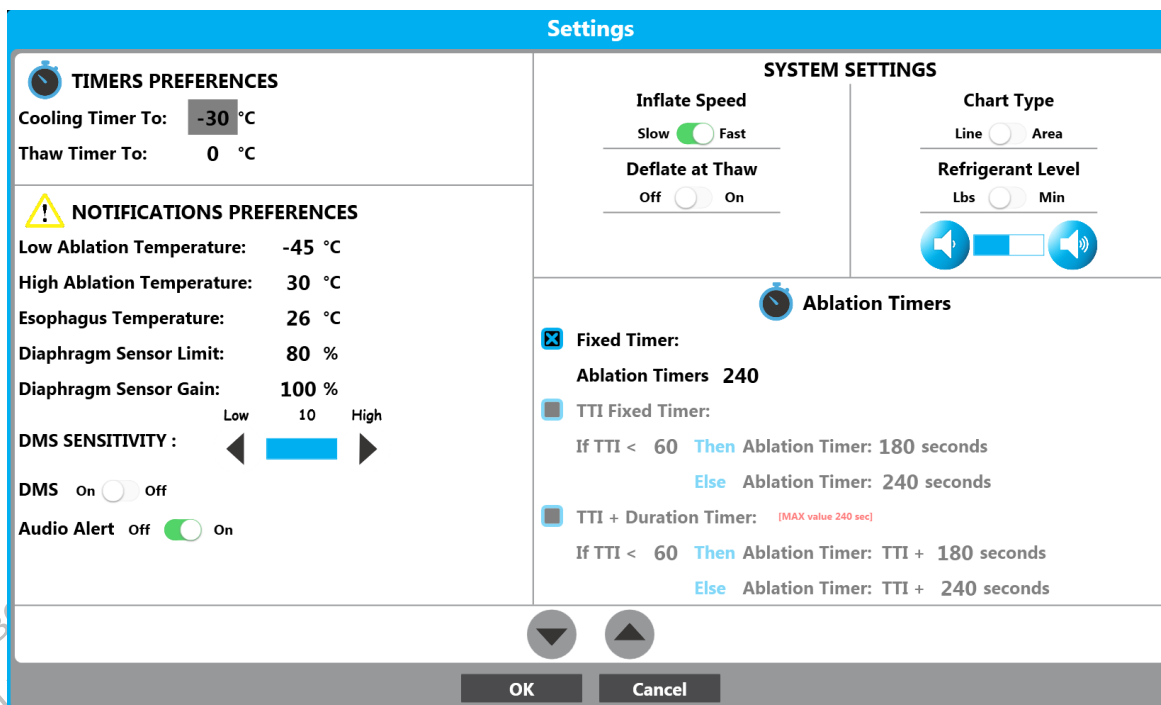 Settings
TIMERS PREFERENCES
Cooling Timer To: -30 °C
Thaw Timer To: 0 °C
NOTIFICATIONS PREFERENCES
Low Ablation Temperature: -45 °C
High Ablation Temperature: 30 °C
Esophagus Temperature: 26 °C
Diaphragm Sensor Limit: 80 %
Diaphragm Sensor Gain: 100 %
Low 10 High
DMS SENSITIVITY :
DMS On Off
Audio Alert Off On
SYSTEM SETTINGS
Inflate Speed
Slow Fast
Deflate at Thaw
Off On
Chart Type
Line Area
Refrigerant Level
Lbs Min
Ablation Timers
Fixed Timer:
Ablation Timers 240
TTI Fixed Timer:
If TTI < 60 Then Ablation Timer: 180 seconds
Else Ablation Timer: 240 seconds
TTI + Duration Timer: [MAX value 240 sec]
If TTI < 60 Then Ablation Timer: TTI + 180 seconds
Else Ablation Timer: TTI + 240 seconds
OK Cancel